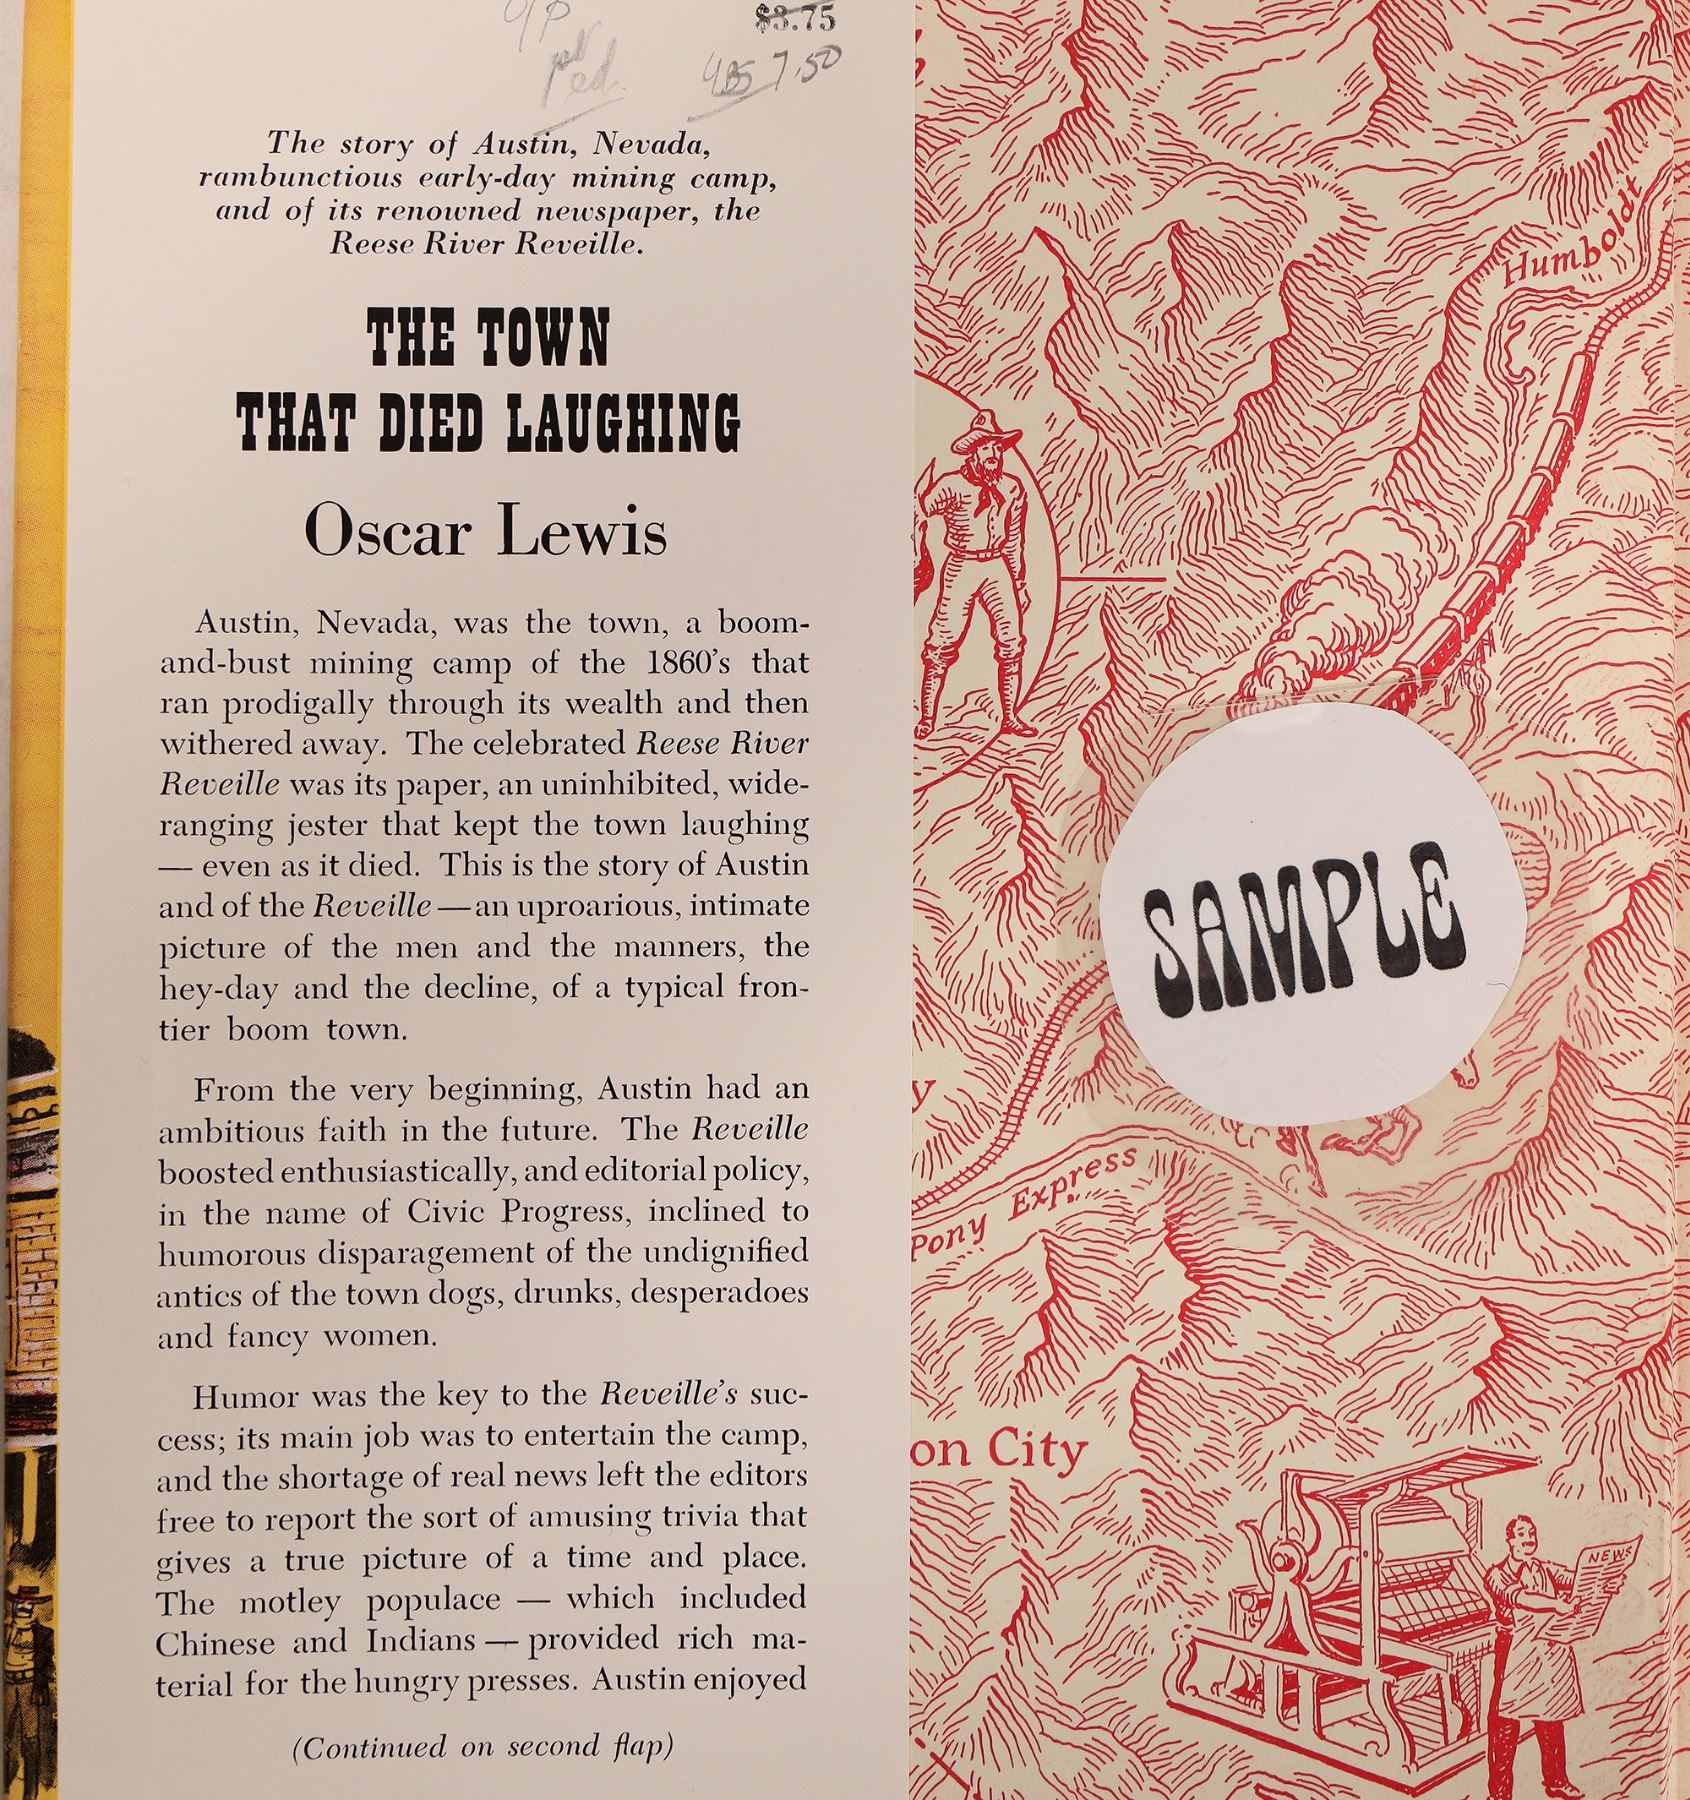 $3.75
7.50
The story of Austin, Nevada,
rambunctious early-day mining camp,
and of its renowned newspaper, the
Reese River Reveille.
THE TOWN
THAT DIED LAUGHING
Oscar Lewis
Austin, Nevada, was the town, a boom-
and-bust mining camp of the 1860's that
ran prodigally through its wealth and then
withered away. The celebrated Reese River
Reveille was its paper, an uninhibited, wide-
ranging jester that kept the town laughing
— even as it died. This is the story of Austin
and of the Reveille — an uproarious, intimate
picture of the men and the manners, the
hey-day and the decline, of a typical fron-
tier boom town.
From the very beginning, Austin had an
ambitious faith in the future. The Reveille
boosted enthusiastically, and editorial policy,
in the name of Civic Progress, inclined to
humorous disparagement of the undignified
antics of the town dogs, drunks, desperadoes
and fancy women.
Humor was the key to the Reveille's suc-
cess; its main job was to entertain the camp,
and the shortage of real news left the editors
free to report the sort of amusing trivia that
gives a true picture of a time and place.
The motley populace — which included
Chinese and Indians — provided rich ma-
terial for the hungry presses. Austin enjoyed
(Continued on second flap)
Humboldt
SAMPLE
y
Pony Express
on City
NEWS